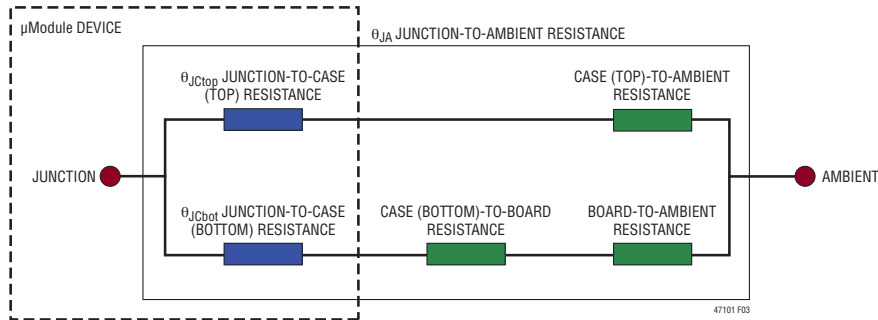 µModule DEVICE
θJA JUNCTION-TO-AMBIENT RESISTANCE
θJCtop JUNCTION-TO-CASE
(TOP) RESISTANCE
CASE (TOP)-TO-AMBIENT
RESISTANCE
JUNCTION
AMBIENT
θJCbot JUNCTION-TO-CASE
(BOTTOM) RESISTANCE
CASE (BOTTOM)-TO-BOARD
RESISTANCE
BOARD-TO-AMBIENT
RESISTANCE
47101 F03